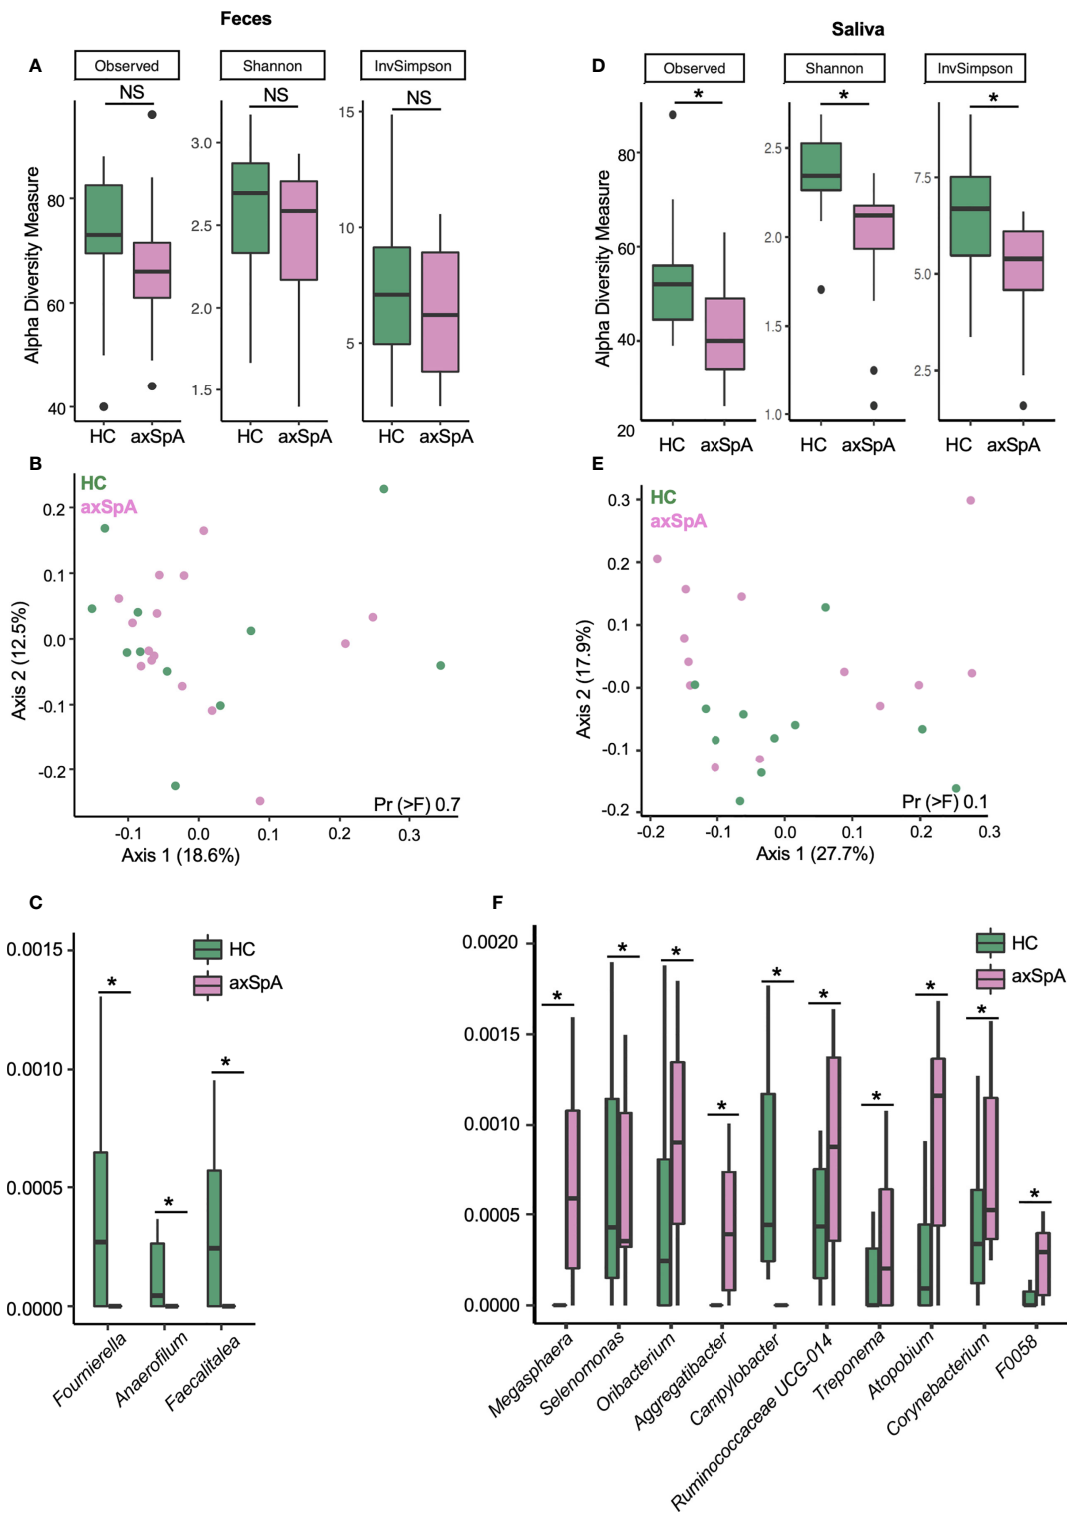 Feces
A
Observed
Shannon
InvSimpson
NS
NS
NS
Alpha Diversity Measure
80
60
40
3.0
2.5
2.0
1.5
15
10
5
HC axSpA
HC axSpA
HC axSpA
Saliva
D
Observed
Shannon
InvSimpson
*
*
*
Alpha Diversity Measure
80
60
40
20
2.5
2.0
1.5
1.0
7.5
5.0
2.5
HC axSpA
HC axSpA
HC axSpA
B
HC
axSpA
Axis 2 (12.5%)
0.2
0.1
0.0
-0.1
-0.2
Pr (>F) 0.7
-0.1 0.0 0.1 0.2 0.3
Axis 1 (18.6%)
E
HC
axSpA
Axis 2 (17.9%)
0.3
0.2
0.1
-0.0
-0.1
-0.2
Pr (>F) 0.1
-0.2 -0.1 0.0 0.1 0.2 0.3
Axis 1 (27.7%)
C
HC
axSpA
0.0015
0.0010
0.0005
0.0000
*
*
*
Fournierella
Anaerofilum
Faecalitalea
F
HC
axSpA
0.0020
0.0015
0.0010
0.0005
0.0000
*
*
*
*
*
*
*
*
*
*
Megasphaera
Selenomonas
Oribacterium
Aggregatibacter
Campylobacter
Ruminococcaceae UCG-014
Treponema
Atopobium
Corynebacterium
F0058